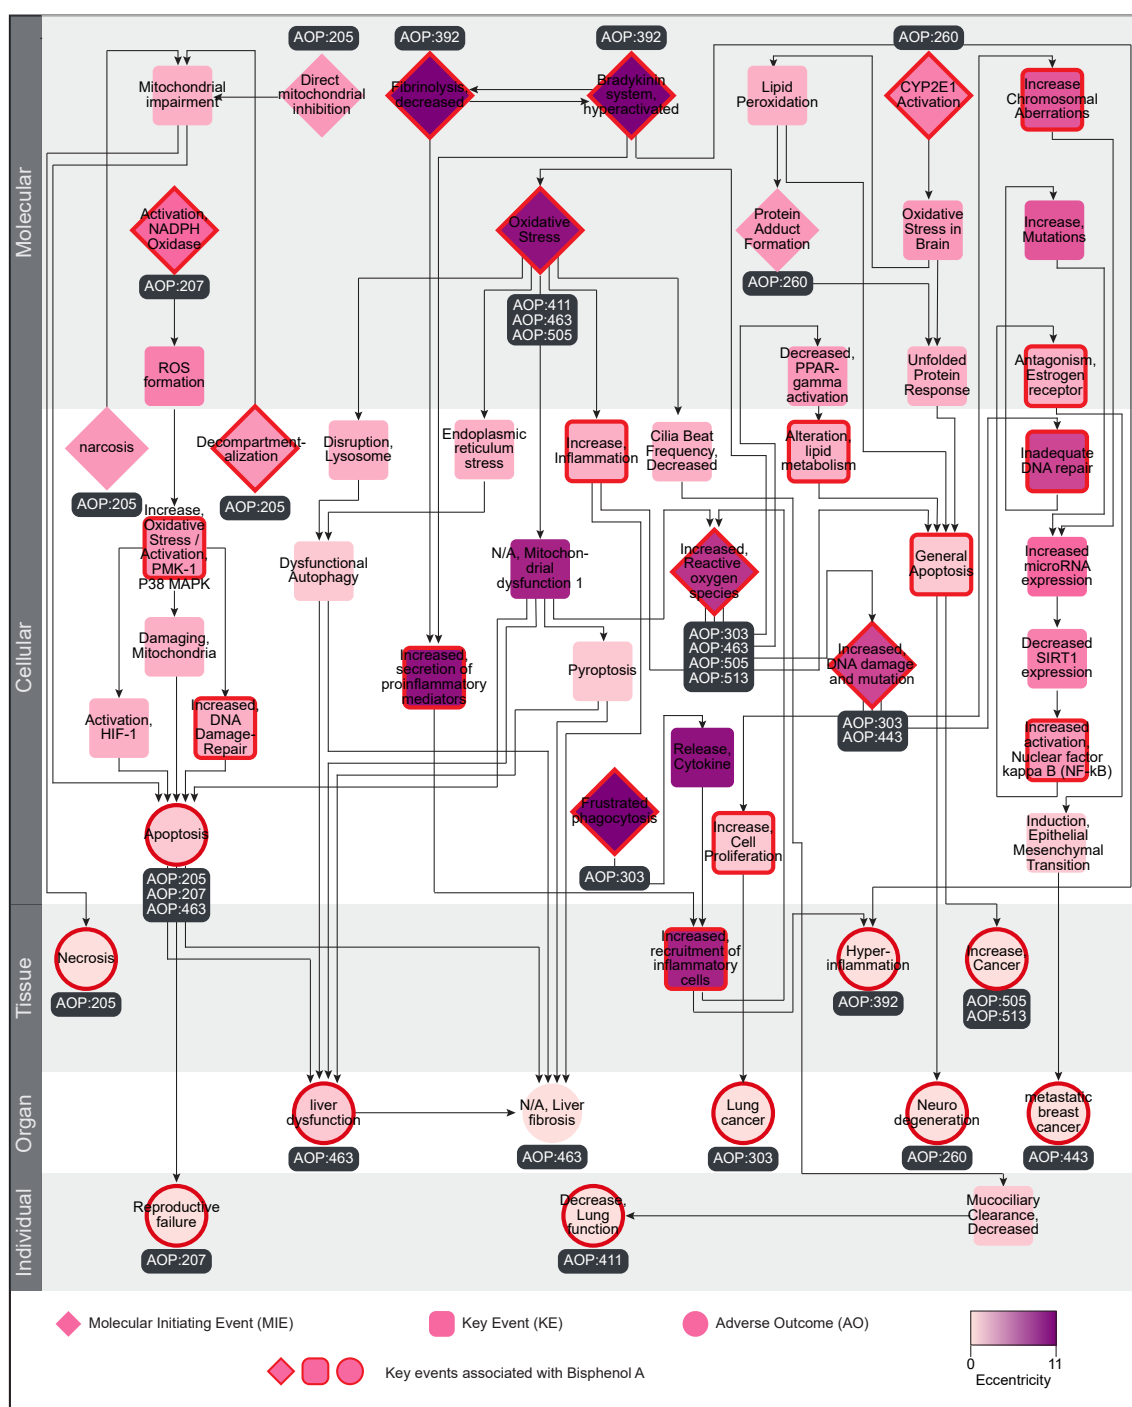 Molecular
Cellular
Tissue
Organ
Individual
AOP:205
AOP:392
AOP:392
AOP:260
Mitochondrial
impairment
Direct
mitochondrial
inhibition
Fibrinolysis,
decreased
Bradykinin
system,
hyperactivated
Lipid
Peroxidation
CYP2E1
Activation
Increase
Chromosomal
Aberrations
Activation,
NADPH
Oxidase
AOP:207
Oxidative
Stress
AOP:411
AOP:463
AOP:505
Protein
Adduct
Formation
AOP:260
Oxidative
Stress in
Brain
Increase,
Mutations
ROS
formation
Decreased,
PPAR-
gamma
activation
Unfolded
Protein
Response
Antagonism,
Estrogen
receptor
narcosis
AOP:205
Decompartment-
alization
AOP:205
Disruption,
Lysosome
Endoplasmic
reticulum
stress
Increase,
Inflammation
Cilia Beat
Frequency,
Decreased
Alteration,
lipid
metabolism
Inadequate
DNA repair
Increase,
Oxidative
Stress /
Activation,
PMK-1
P38 MAPK
Dysfunctional
Autophagy
N/A, Mitochon-
drial
dysfunction 1
Increased,
Reactive
oxygen
species
AOP:303
AOP:463
AOP:505
AOP:513
General
Apoptosis
Increased
microRNA
expression
Damaging,
Mitochondria
Increased,
secretion of
proinflammatory
mediators
Pyroptosis
Increased,
DNA damage
and mutation
AOP:303
AOP:443
Decreased
SIRT1
expression
Activation,
HIF-1
Increased,
DNA
Damage-
Repair
Release,
Cytokine
Increased
activation,
Nuclear factor
kappa B (NF-kB)
Apoptosis
AOP:205
AOP:207
AOP:463
Frustrated
phagocytosis
AOP:303
Increase,
Cell
Proliferation
Induction,
Epithelial
Mesenchymal
Transition
Necrosis
AOP:205
Increased,
recruitment of
inflammatory
cells
Hyper-
inflammation
AOP:392
Increase,
Cancer
AOP:505
AOP:513
liver
dysfunction
AOP:463
N/A, Liver
fibrosis
AOP:463
Lung
cancer
AOP:303
Neuro
degeneration
AOP:260
metastatic
breast
cancer
AOP:443
Reproductive
failure
AOP:207
Decrease,
Lung
function
AOP:411
Mucociliary
Clearance,
Decreased
Molecular Initiating Event (MIE)
Key Event (KE)
Adverse Outcome (AO)
Key events associated with Bisphenol A
0
11
Eccentricity